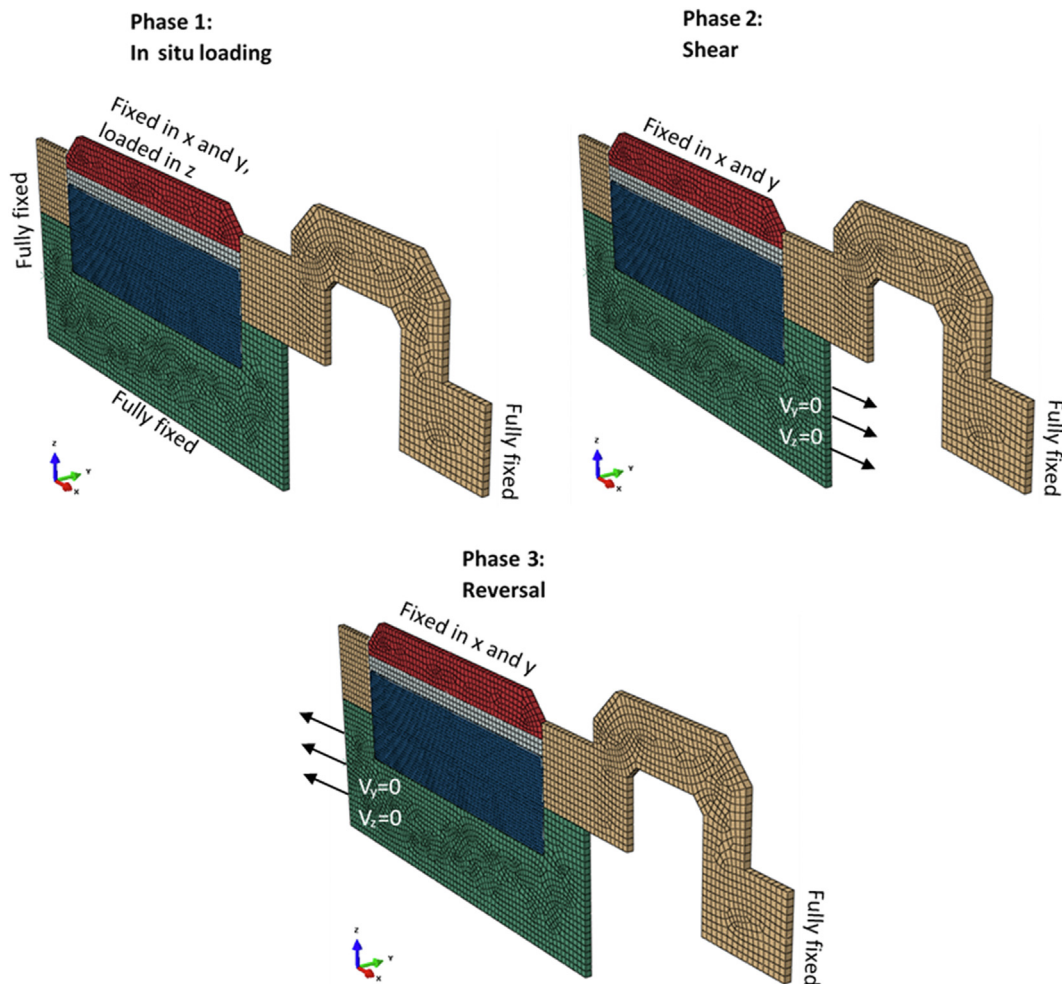 Phase 1:
In situ loading
Fixed in x and y,
loaded in z
Fully fixed
Fully fixed
Fully fixed
z
Y
X
Phase 2:
Shear
Fixed in x and y
Vy=0
Vz=0
Fully fixed
z
Y
X
Phase 3:
Reversal
Fixed in x and y
Vy=0
Vz=0
Fully fixed
z
Y
X